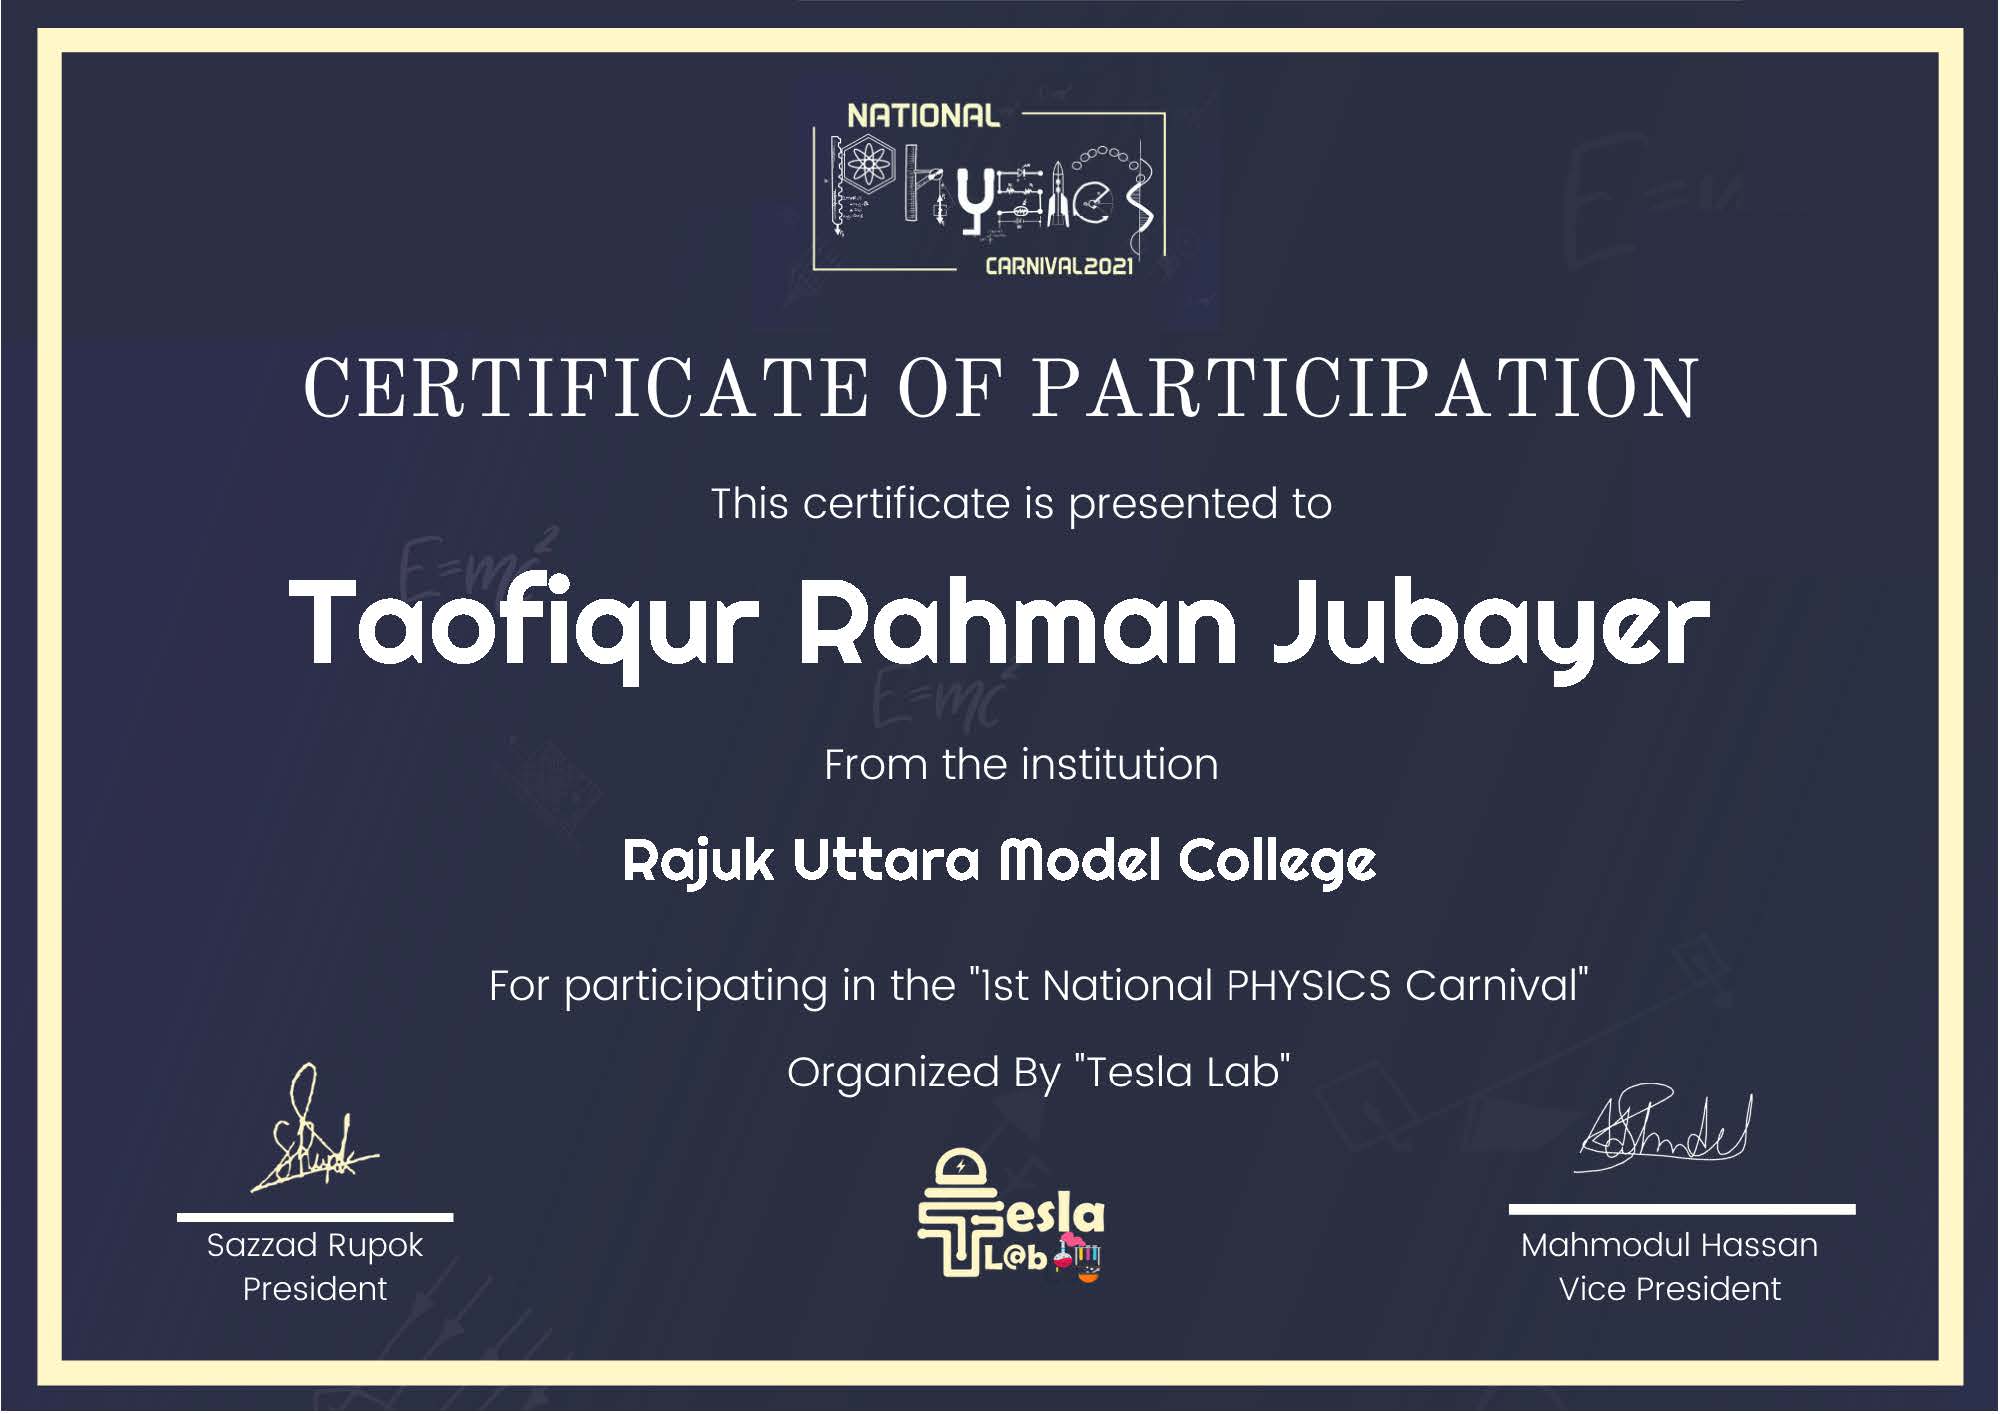 NATIONAL
Physics
CARNIVAL2021
CERTIFICATE OF PARTICIPATION
This certificate is presented to
E=mc²
Taofiqur Rahman Jubayer
E=mc²
From the institution
Rajuk Uttara Model College
For participating in the "1st National PHYSICS Carnival"
Organized By "Tesla Lab"
Tesla
L@b
Sazzad Rupok
President
Mahmodul Hassan
Vice President